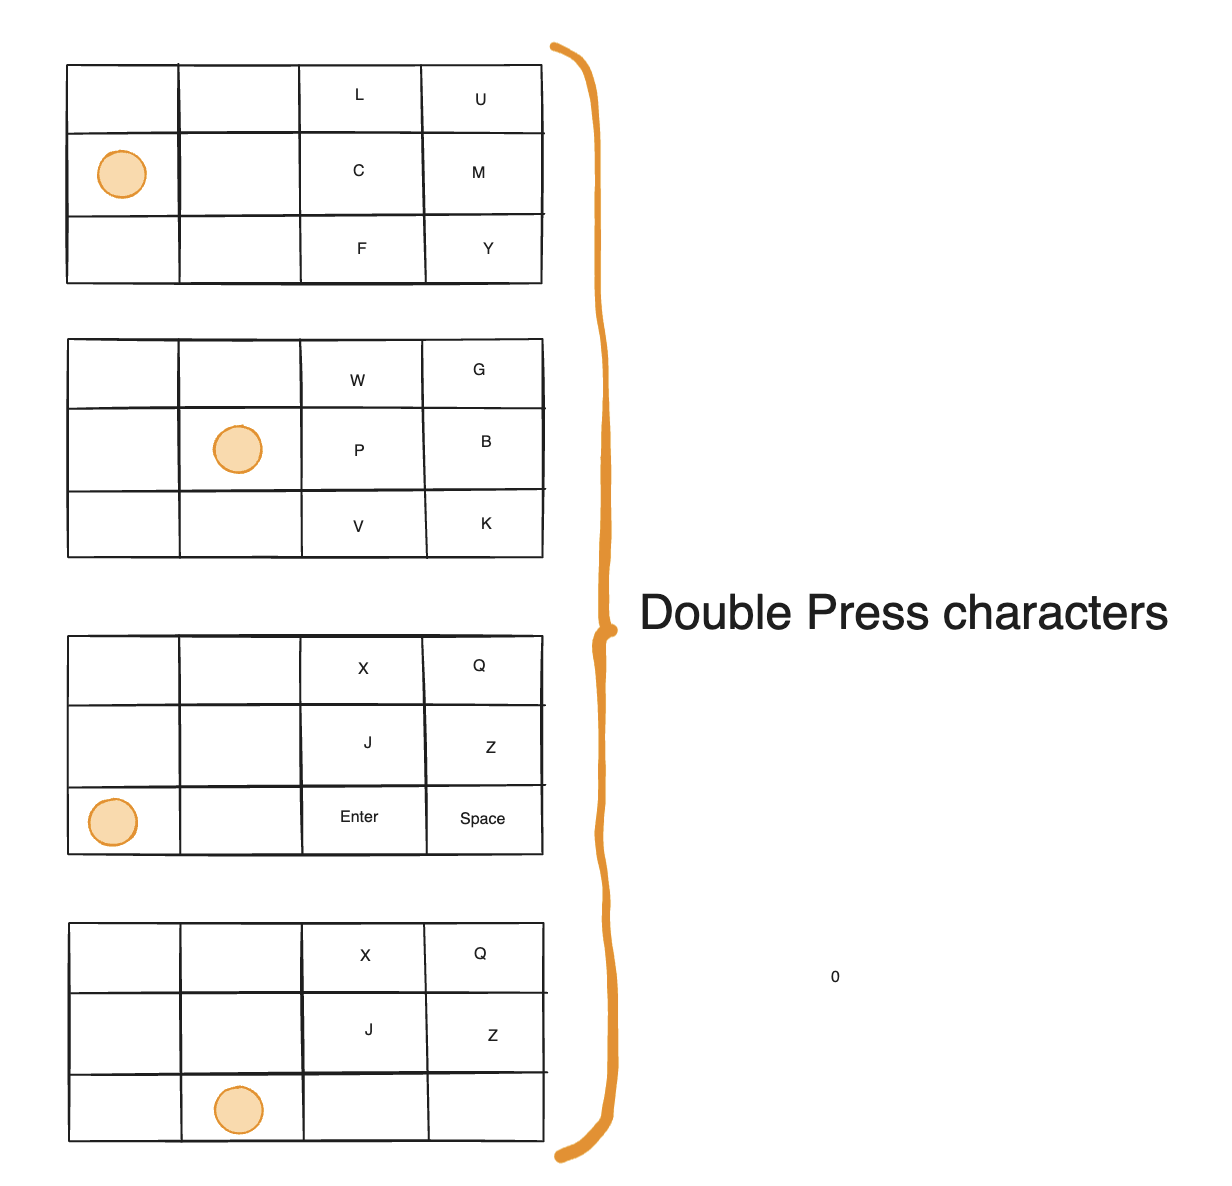 L U
C M
F Y
W G
P B
V K
Double Press characters
X Q
J Z
Enter Space
X Q
0
J Z